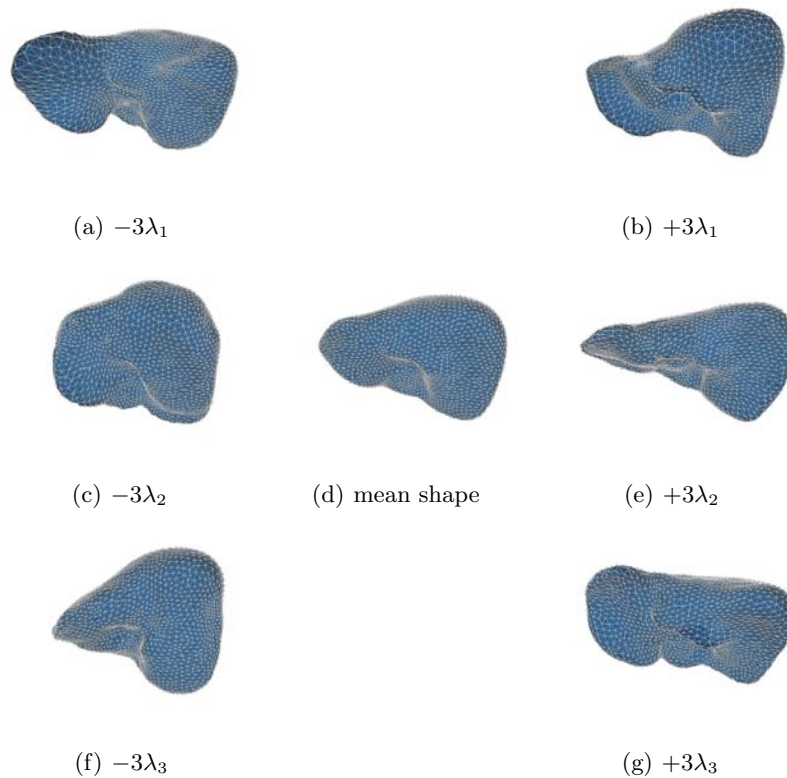 (a) −3λ₁
(b) +3λ₁
(c) −3λ₂
(d) mean shape
(e) +3λ₂
(f) −3λ₃
(g) +3λ₃